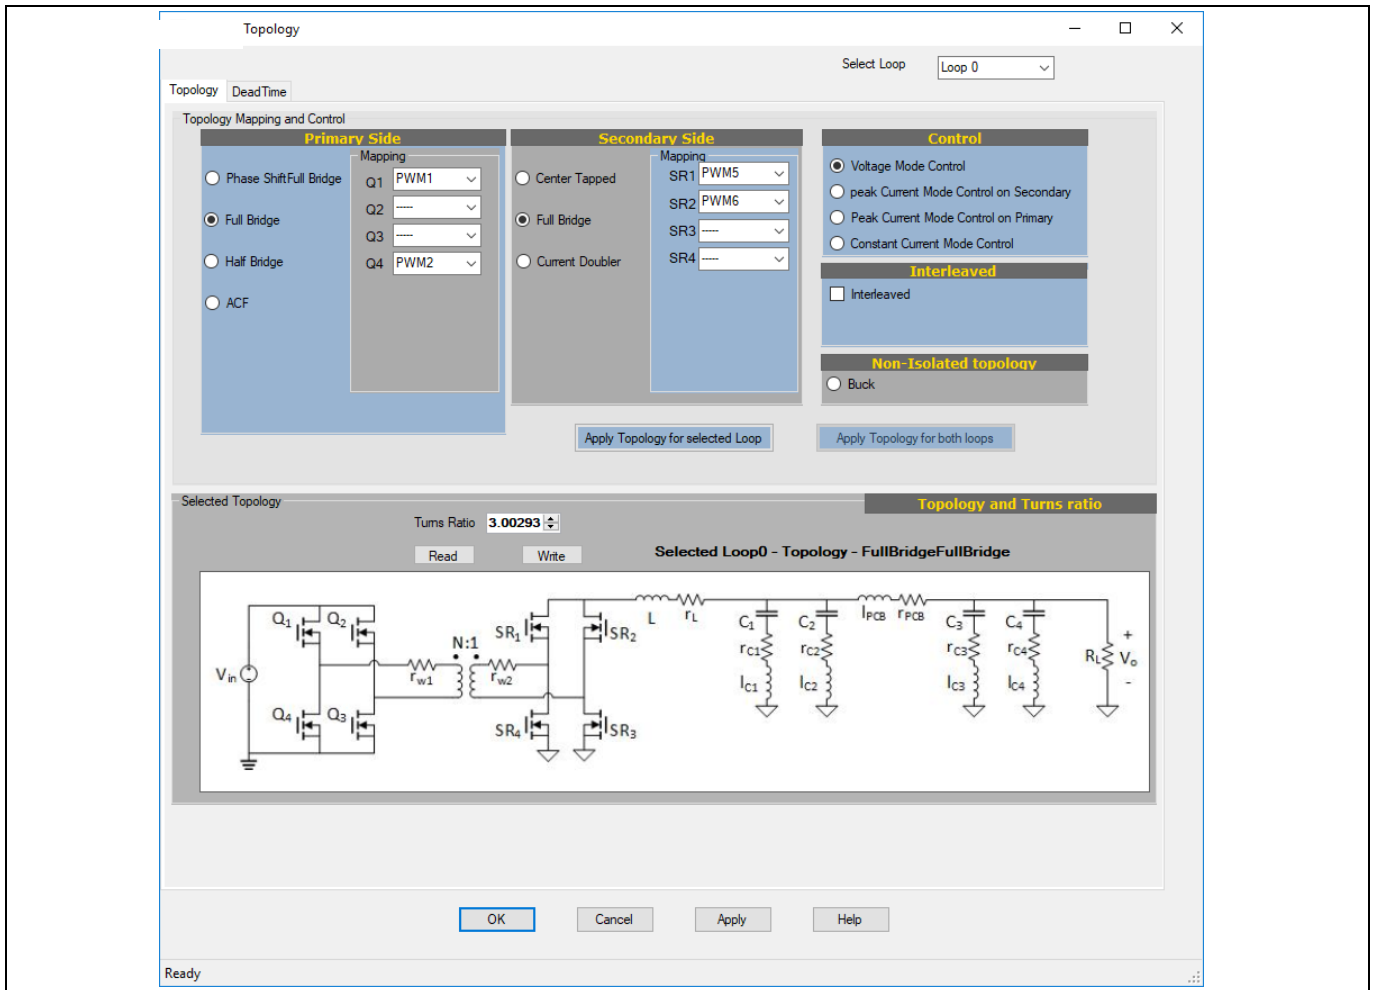 Topology
Select Loop Loop 0
Topology DeadTime
Topology Mapping and Control
Primary Side
Mapping
Phase ShiftFull Bridge
Full Bridge
Half Bridge
ACF
Q1 PWM1
Q2 -----
Q3 -----
Q4 PWM2
Secondary Side
Mapping
Center Tapped
Full Bridge
Current Doubler
SR1 PWM5
SR2 PWM6
SR3 -----
SR4 -----
Control
Voltage Mode Control
peak Current Mode Control on Secondary
Peak Current Mode Control on Primary
Constant Current Mode Control
Interleaved
Interleaved
Non-Isolated topology
Buck
Apply Topology for selected Loop Apply Topology for both loops
Selected Topology
Topology and Turns ratio
Turns Ratio 3.00293
Read Write
Selected Loop0 - Topology - FullBridgeFullBridge
Q1 Q2
Vin
Q4 Q3
N:1
rw1 rw2
SR1 SR2
SR4 SR3
L rL
C1 C2 lPCB rPCB C3 C4
rC1 rC2 rC3 rC4
lC1 lC2 lC3 lC4
RL + Vo -
OK Cancel Apply Help
Ready